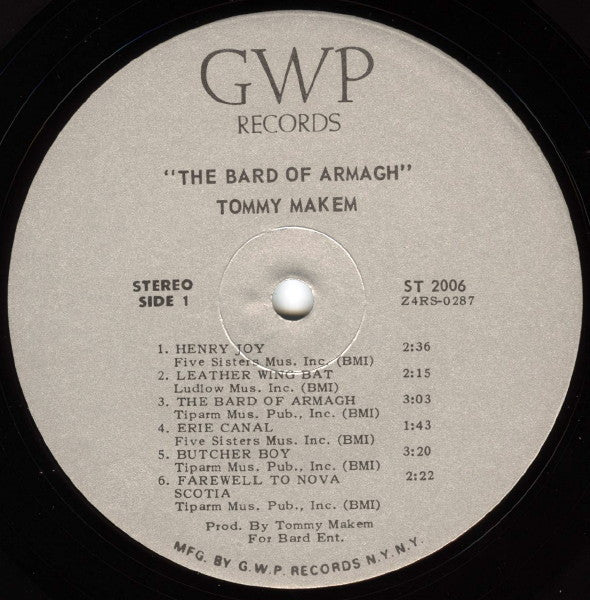 GWP
RECORDS
"THE BARD OF ARMAGH"
TOMMY MAKEM
STEREO
SIDE 1
ST 2006
Z4RS-0287
1. HENRY JOY 2:36
Five Sisters Mus. Inc. (BMI)
2. LEATHER WING BAT 2:15
Ludlow Mus. Inc. (BMI)
3. THE BARD OF ARMAGH 3:03
Tiparm Mus. Pub., Inc. (BMI)
4. ERIE CANAL 1:43
Five Sisters Mus. Inc. (BMI)
5. BUTCHER BOY 3:20
Tiparm Mus. Pub., Inc. (BMI)
6. FAREWELL TO NOVA 2:22
SCOTIA
Tiparm Mus. Pub., Inc. (BMI)
Prod. By Tommy Makem
For Bard Ent.
MFG. BY G.W.P. RECORDS N.Y. N.Y.